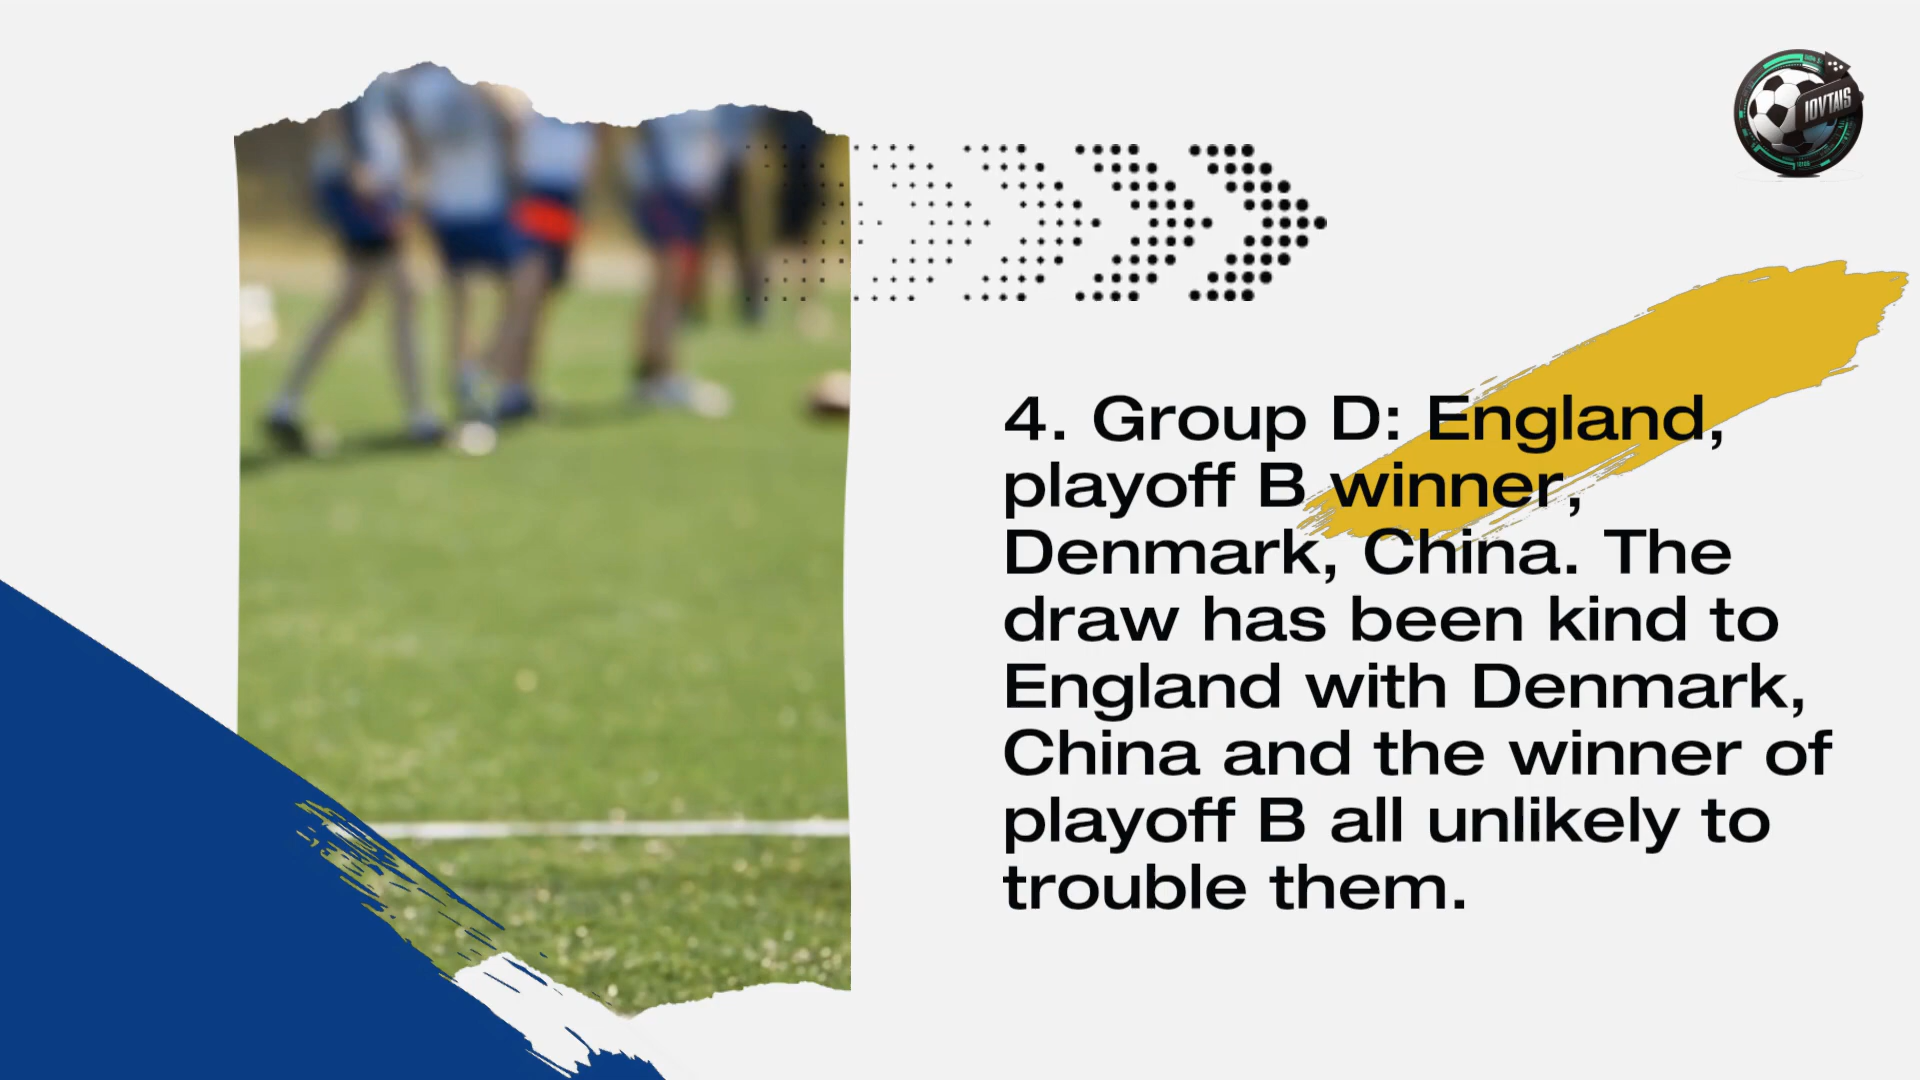 IOVTAIS
4. Group D: England,
playoff B winner,
Denmark, China. The
draw has been kind to
England with Denmark,
China and the winner of
playoff B all unlikely to
trouble them.